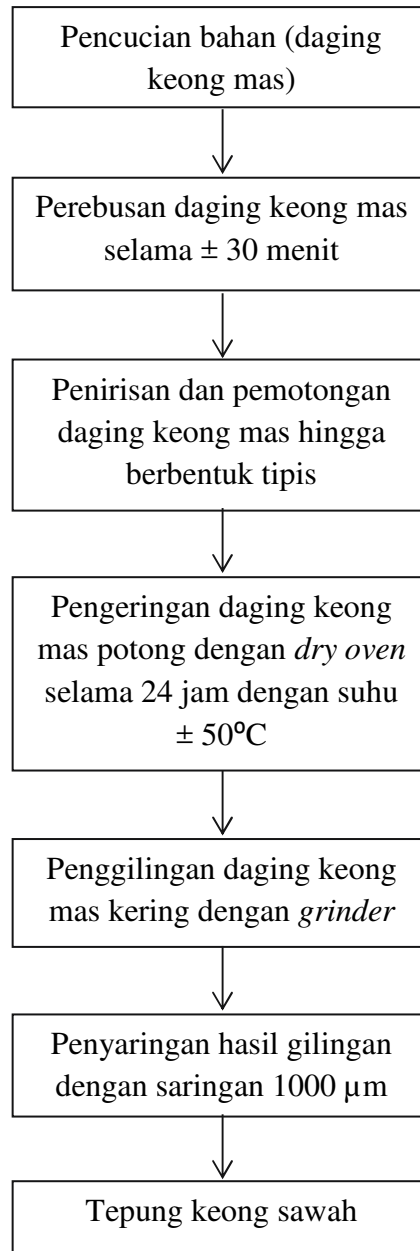 Pencucian bahan (daging
keong mas)
Perebusan daging keong mas
selama ± 30 menit
Penirisan dan pemotongan
daging keong mas hingga
berbentuk tipis
Pengeringan daging keong
mas potong dengan dry oven
selama 24 jam dengan suhu
± 50⁰C
Penggilingan daging keong
mas kering dengan grinder
Penyaringan hasil gilingan
dengan saringan 1000 µm
Tepung keong sawah